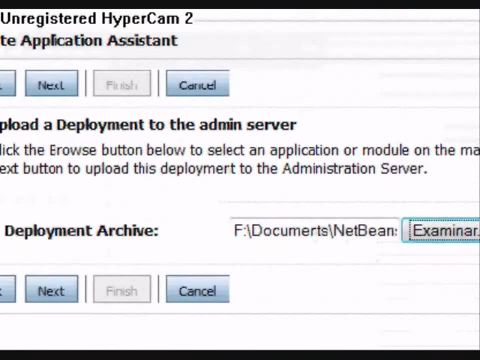 Unregistered HyperCam 2
te Application Assistant
Next Finish Cancel
pload a Deployment to the admin server
lick the Browse button below to select an application or module on the ma
ext button to upload this deployment to the Administration Server.
Deployment Archive: F:\Documents\NetBean: Examinar.
Next Finish Cancel